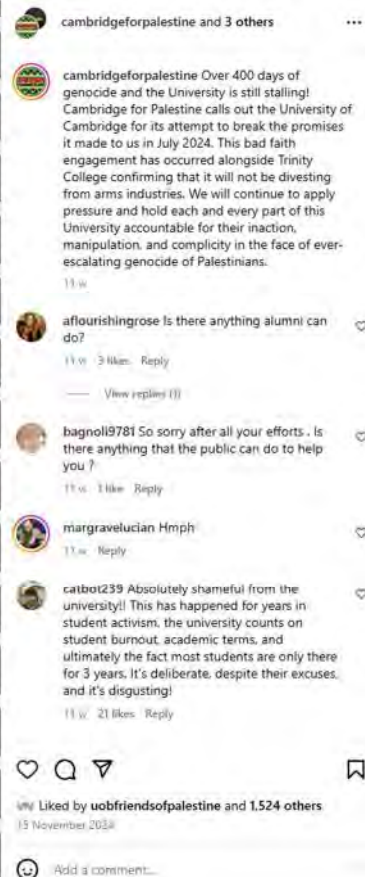 cambridgeforpalestine and 3 others
cambridgeforpalestine Over 400 days of
genocide and the University is still stalling!
Cambridge for Palestine calls out the University of
Cambridge for its attempt to break the promises
it made to us in July 2024. This bad faith
engagement has occurred alongside Trinity
College confirming that it will not be divesting
from arms industries. We will continue to apply
pressure and hold each and every part of this
University accountable for their inaction,
manipulation, and complicity in the face of ever-
escalating genocide of Palestinians.
11 w
aflourishingrose Is there anything alumni can
do?
11 w 3 likes Reply
View replies (1)
bagnoli9781 So sorry after all your efforts . Is
there anything that the public can do to help
you ?
11 w 1 like Reply
margravelucian Hmph
11 w Reply
catbot239 Absolutely shameful from the
university!! This has happened for years in
student activism, the university counts on
student burnout, academic terms, and
ultimately the fact most students are only there
for 3 years. It's deliberate, despite their excuses,
and it's disgusting!
11 w 21 likes Reply
Liked by uobfriendsofpalestine and 1,524 others
15 November 2024
Add a comment...